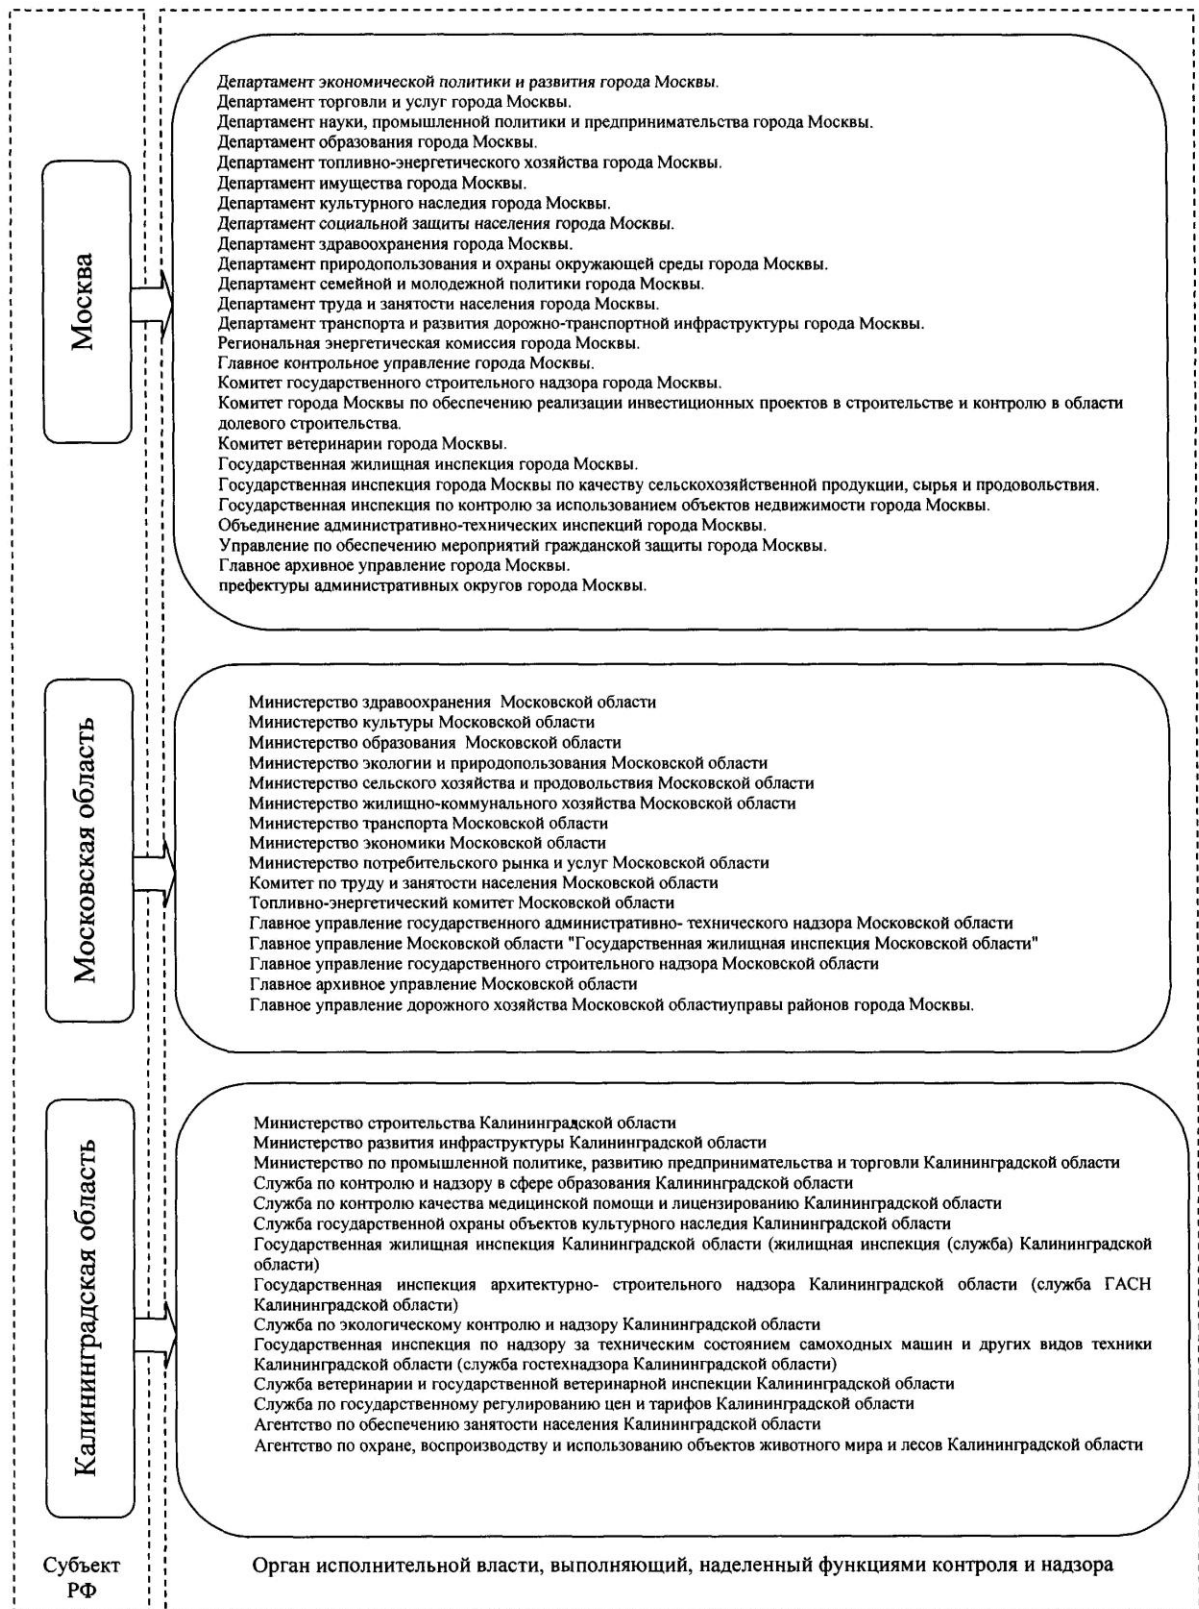 Москва
Департамент экономической политики и развития города Москвы.
Департамент торговли и услуг города Москвы.
Департамент науки, промышленной политики и предпринимательства города Москвы.
Департамент образования города Москвы.
Департамент топливно-энергетического хозяйства города Москвы.
Департамент имущества города Москвы.
Департамент культурного наследия города Москвы.
Департамент социальной защиты населения города Москвы.
Департамент здравоохранения города Москвы.
Департамент природопользования и охраны окружающей среды города Москвы.
Департамент семейной и молодежной политики города Москвы.
Департамент труда и занятости населения города Москвы.
Департамент транспорта и развития дорожно-транспортной инфраструктуры города Москвы.
Региональная энергетическая комиссия города Москвы.
Главное контрольное управление города Москвы.
Комитет государственного строительного надзора города Москвы.
Комитет города Москвы по обеспечению реализации инвестиционных проектов в строительстве и контролю в области
долевого строительства.
Комитет ветеринарии города Москвы.
Государственная жилищная инспекция города Москвы.
Государственная инспекция города Москвы по качеству сельскохозяйственной продукции, сырья и продовольствия.
Государственная инспекция по контролю за использованием объектов недвижимости города Москвы.
Объединение административно-технических инспекций города Москвы.
Управление по обеспечению мероприятий гражданской защиты города Москвы.
Главное архивное управление города Москвы.
префектуры административных округов города Москвы.
Московская область
Министерство здравоохранения Московской области
Министерство культуры Московской области
Министерство образования Московской области
Министерство экологии и природопользования Московской области
Министерство сельского хозяйства и продовольствия Московской области
Министерство жилищно-коммунального хозяйства Московской области
Министерство транспорта Московской области
Министерство экономики Московской области
Министерство потребительского рынка и услуг Московской области
Комитет по труду и занятости населения Московской области
Топливно-энергетический комитет Московской области
Главное управление государственного административно- технического надзора Московской области
Главное управление Московской области "Государственная жилищная инспекция Московской области"
Главное управление государственного строительного надзора Московской области
Главное архивное управление Московской области
Главное управление дорожного хозяйства Московской областиуправы районов города Москвы.
Калининградская область
Министерство строительства Калининградской области
Министерство развития инфраструктуры Калининградской области
Министерство по промышленной политике, развитию предпринимательства и торговли Калининградской области
Служба по контролю и надзору в сфере образования Калининградской области
Служба по контролю качества медицинской помощи и лицензированию Калининградской области
Служба государственной охраны объектов культурного наследия Калининградской области
Государственная жилищная инспекция Калининградской области (жилищная инспекция (служба) Калининградской
области)
Государственная инспекция архитектурно- строительного надзора Калининградской области (служба ГАСН
Калининградской области)
Служба по экологическому контролю и надзору Калининградской области
Государственная инспекция по надзору за техническим состоянием самоходных машин и других видов техники
Калининградской области (служба гостехнадзора Калининградской области)
Служба ветеринарии и государственной ветеринарной инспекции Калининградской области
Служба по государственному регулированию цен и тарифов Калининградской области
Агентство по обеспечению занятости населения Калининградской области
Агентство по охране, воспроизводству и использованию объектов животного мира и лесов Калининградской области
Субъект
РФ
Орган исполнительной власти, выполняющий, наделенный функциями контроля и надзора